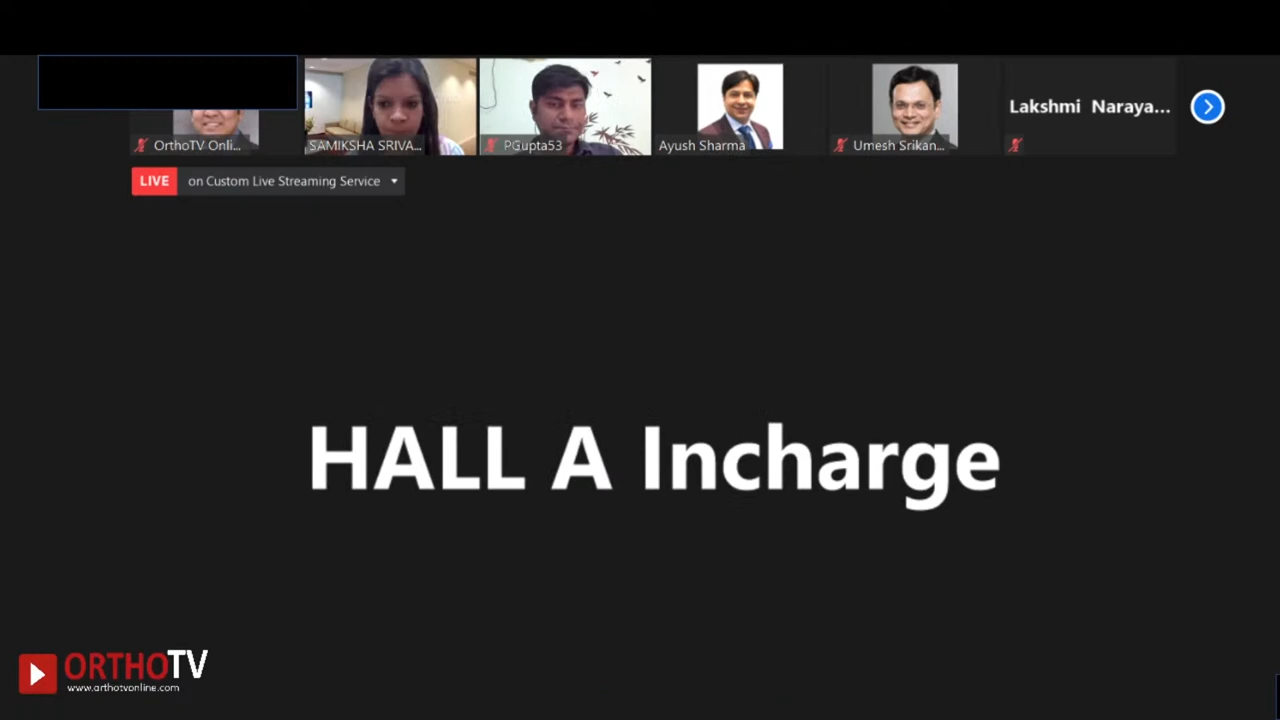 OrthoTV Onli...
SAMIKSHA SRIVA...
PGupta53
Ayush Sharma
Umesh Srikan...
Lakshmi Naraya...
LIVE on Custom Live Streaming Service
HALL A Incharge
ORTHOTV
www.orthotvonline.com